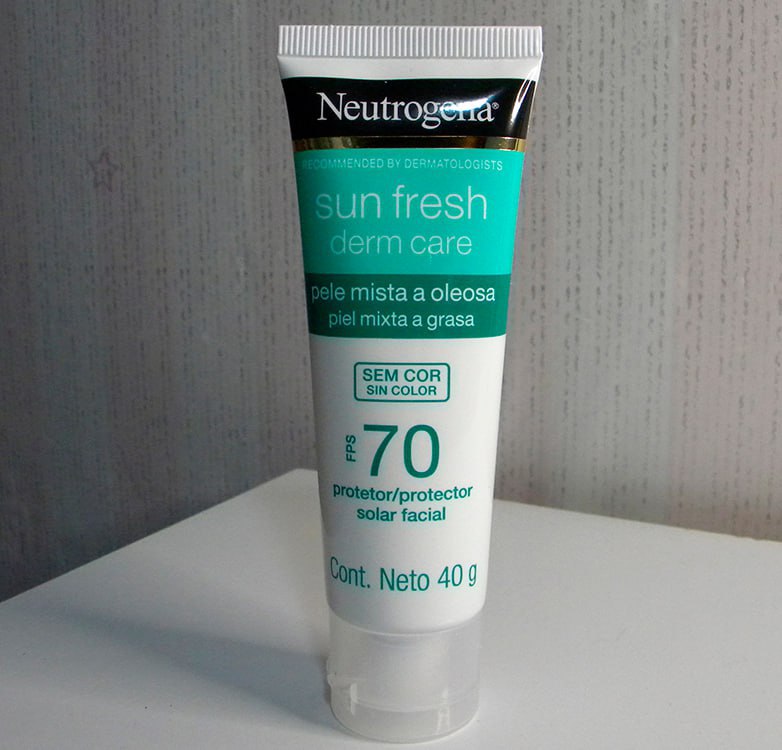 Neutrogena®
RECOMMENDED BY DERMATOLOGISTS
sun fresh
derm care
pele mista a oleosa
piel mixta a grasa
SEM COR
SIN COLOR
FPS 70
protetor/protector
solar facial
Cont. Neto 40 g